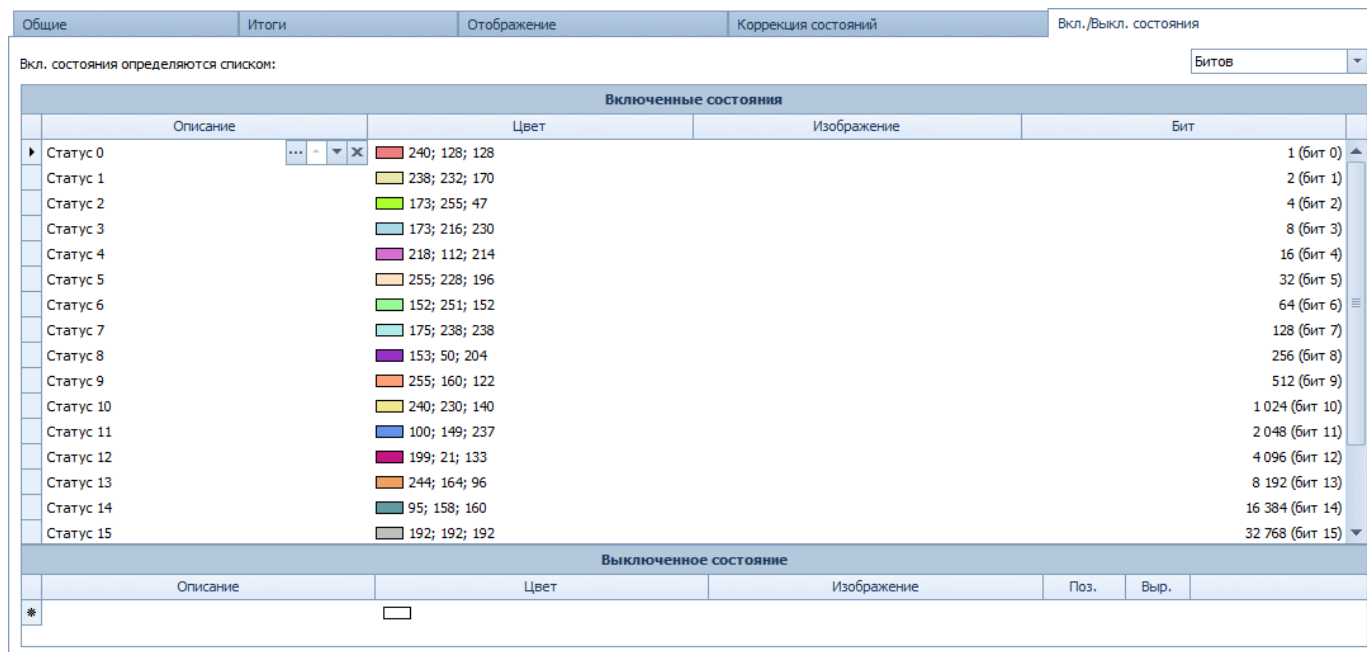 Общие Итоги Отображение Коррекция состояний Вкл./Выкл. состояния
Вкл. состояния определяются списком: Битов
Включенные состояния
Описание Цвет Изображение Бит
Статус 0 ... 240; 128; 128 1 (бит 0)
Статус 1 238; 232; 170 2 (бит 1)
Статус 2 173; 255; 47 4 (бит 2)
Статус 3 173; 216; 230 8 (бит 3)
Статус 4 218; 112; 214 16 (бит 4)
Статус 5 255; 228; 196 32 (бит 5)
Статус 6 152; 251; 152 64 (бит 6)
Статус 7 175; 238; 238 128 (бит 7)
Статус 8 153; 50; 204 256 (бит 8)
Статус 9 255; 160; 122 512 (бит 9)
Статус 10 240; 230; 140 1 024 (бит 10)
Статус 11 100; 149; 237 2 048 (бит 11)
Статус 12 199; 21; 133 4 096 (бит 12)
Статус 13 244; 164; 96 8 192 (бит 13)
Статус 14 95; 158; 160 16 384 (бит 14)
Статус 15 192; 192; 192 32 768 (бит 15)
Выключенное состояние
Описание Цвет Изображение Поз. Выр.